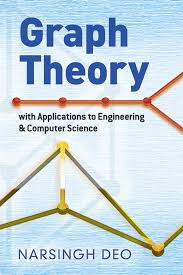 Graph
Theory
with Applications to Engineering
& Computer Science
NARSINGH DEO